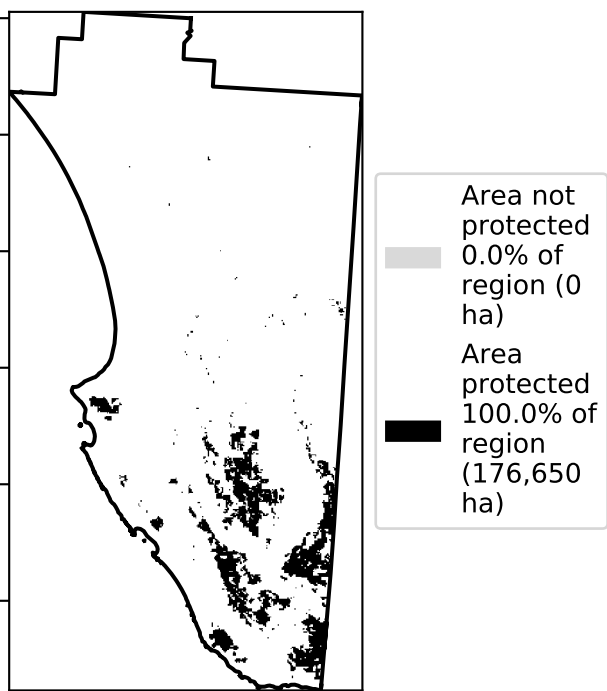 Area not
protected
0.0% of
region (0
ha)
Area
protected
100.0% of
region
(176,650
ha)